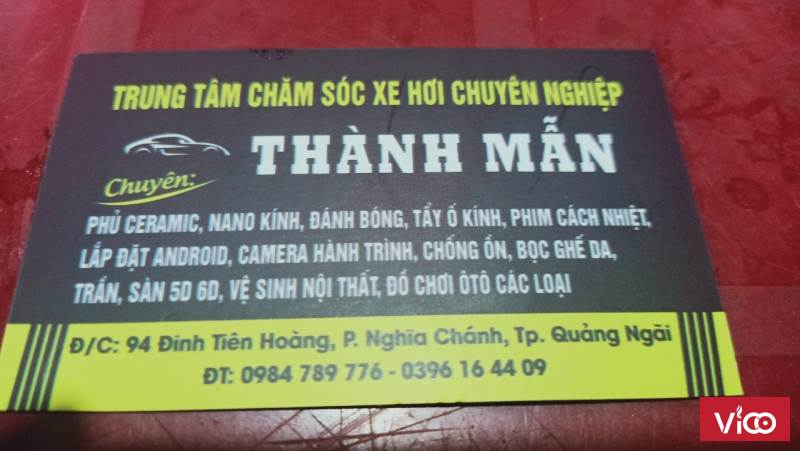 TRUNG TÂM CHĂM SÓC XE HƠI CHUYÊN NGHIỆP
THÀNH MẪN
Chuyên:
PHỦ CERAMIC, NANO KÍNH, ĐÁNH BÓNG, TẨY Ố KÍNH, PHIM CÁCH NHIỆT,
LẮP ĐẶT ANDROID, CAMERA HÀNH TRÌNH, CHỐNG ỒN, BỌC GHẾ DA,
TRẦN, SÀN 5D 6D, VỆ SINH NỘI THẤT, ĐỒ CHƠI ÔTÔ CÁC LOẠI
Đ/C: 94 Đinh Tiên Hoàng, P. Nghĩa Chánh, Tp. Quảng Ngãi
ĐT: 0984 789 776 - 0396 16 44 09
VICO